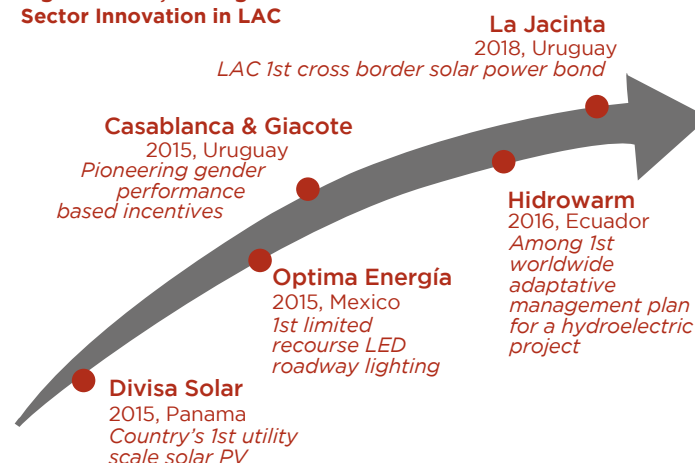 Sector Innovation in LAC
La Jacinta
2018, Uruguay
LAC 1st cross border solar power bond
Casablanca & Giacote
2015, Uruguay
Pioneering gender
performance
based incentives
Hidrowarm
2016, Ecuador
Among 1st
worldwide
adaptative
management plan
for a hydroelectric
project
Optima Energía
2015, Mexico
1st limited
recourse LED
roadway lighting
Divisa Solar
2015, Panama
Country's 1st utility
scale solar PV